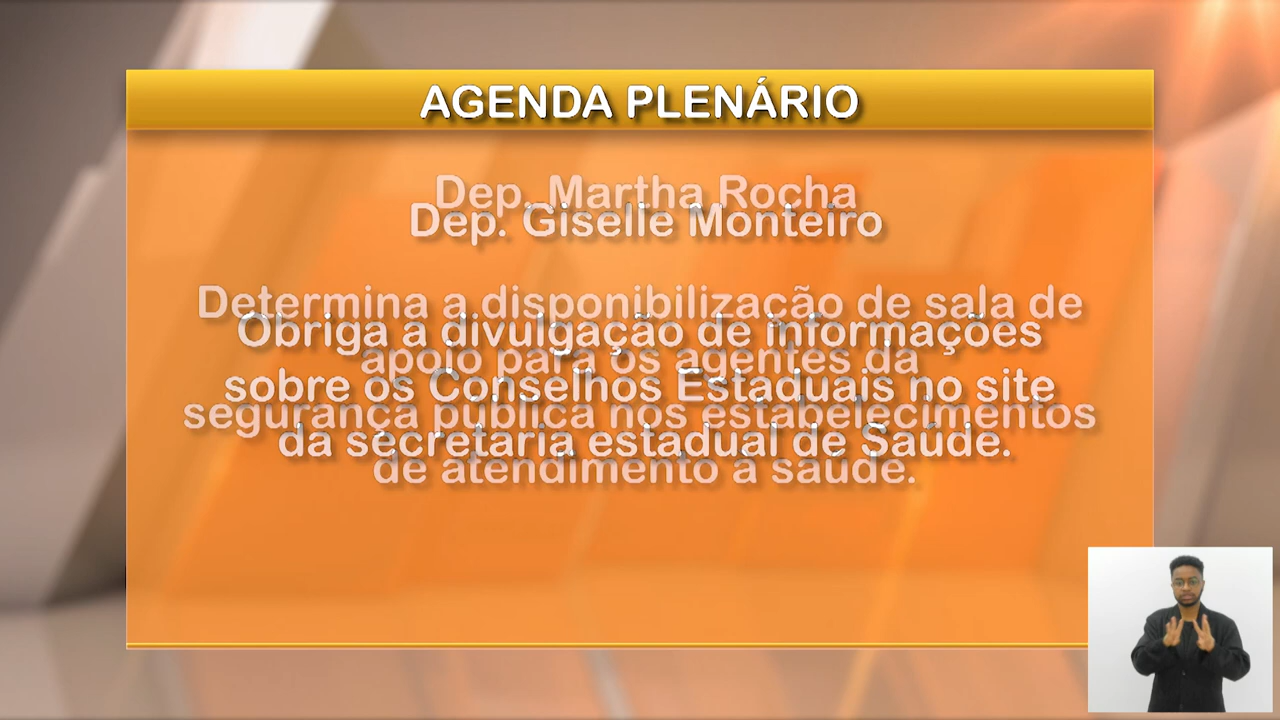 AGENDA PLENÁRIO
Dep. Martha Rocha
Dep. Giselle Monteiro
Determina a disponibilização de sala de
Obriga a divulgação de informações
apoio para os agentes da
sobre os Conselhos Estaduais no site
segurança pública nos estabelecimentos
da secretaria estadual de Saúde.
de atendimento à saúde.